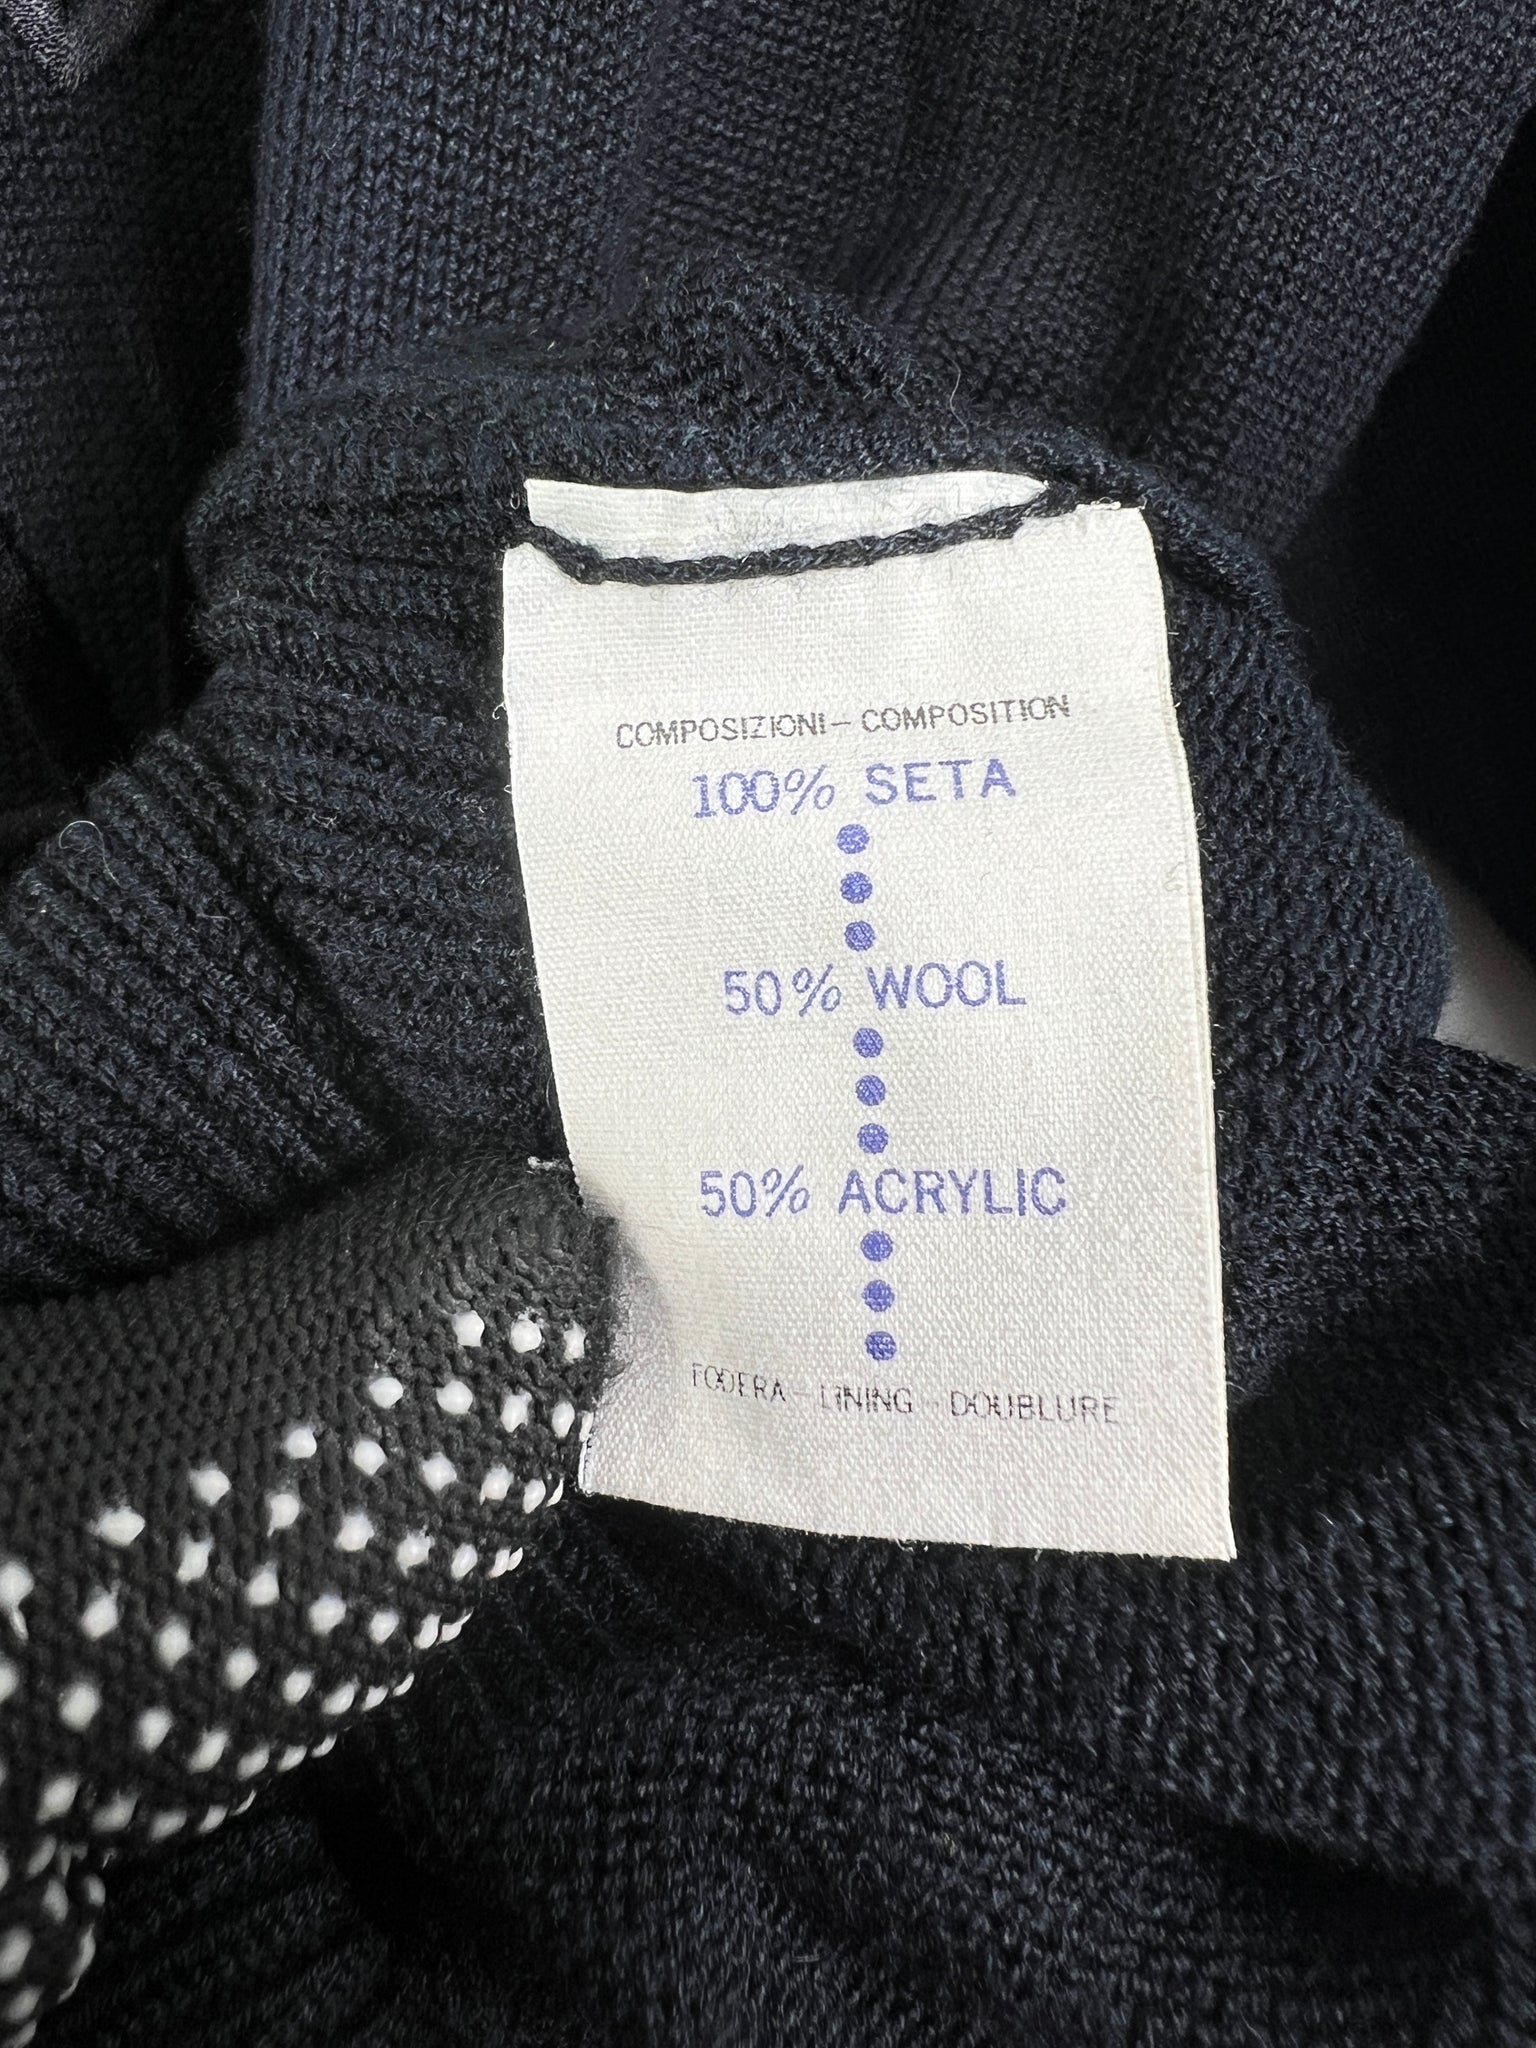 COMPOSIZIONI - COMPOSITION
100% SETA
50% WOOL
50% ACRYLIC
FODERA - LINING - DOUBLURE